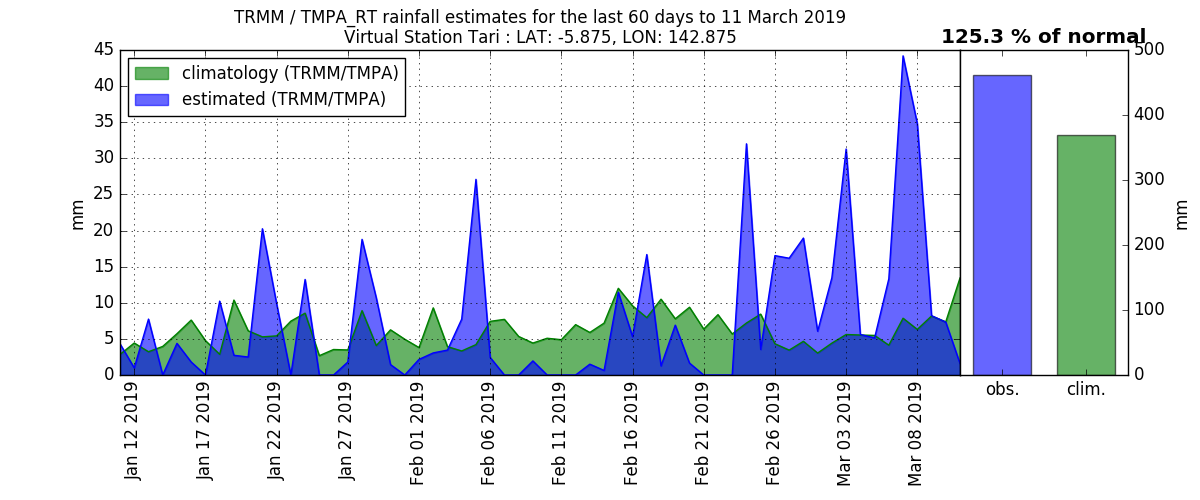 TRMM / TMPA_RT rainfall estimates for the last 60 days to 11 March 2019
Virtual Station Tari : LAT: -5.875, LON: 142.875
125.3 % of normal
climatology (TRMM/TMPA)
estimated (TRMM/TMPA)
mm
45
40
35
30
25
20
15
10
5
0
Jan 12 2019
Jan 17 2019
Jan 22 2019
Jan 27 2019
Feb 01 2019
Feb 06 2019
Feb 11 2019
Feb 16 2019
Feb 21 2019
Feb 26 2019
Mar 03 2019
Mar 08 2019
obs.
clim.
500
400
300
200
100
0
mm